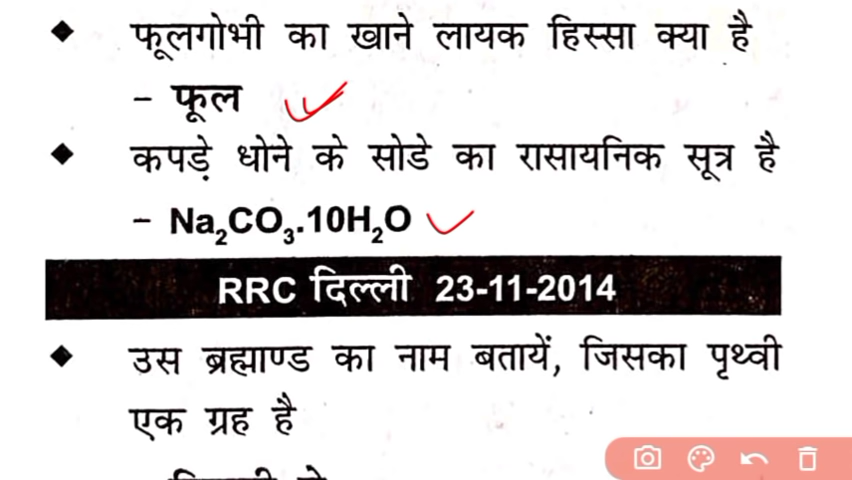 ◆ फूलगोभी का खाने लायक हिस्सा क्या है
– फूल
◆ कपड़े धोने के सोडे का रासायनिक सूत्र है
– Na₂CO₃.10H₂O
RRC दिल्ली 23-11-2014
◆ उस ब्रह्माण्ड का नाम बतायें, जिसका पृथ्वी
एक ग्रह है